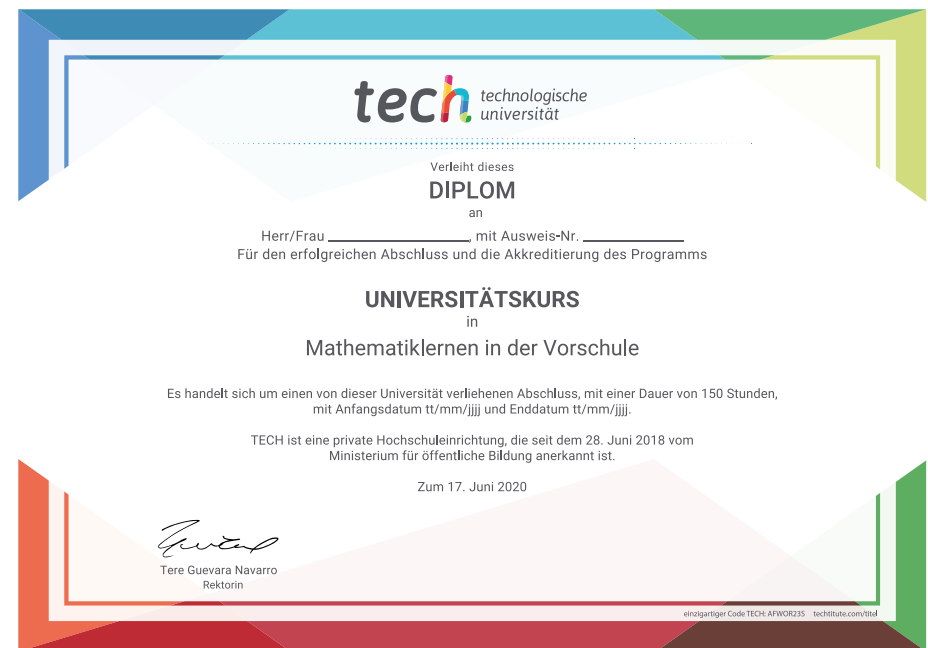 tech technologische
universität
Verleiht dieses
DIPLOM
an
Herr/Frau ____________, mit Ausweis-Nr. ____________
Für den erfolgreichen Abschluss und die Akkreditierung des Programms
UNIVERSITÄTSKURS
in
Mathematiklernen in der Vorschule
Es handelt sich um einen von dieser Universität verliehenen Abschluss, mit einer Dauer von 150 Stunden,
mit Anfangsdatum tt/mm/jjjj und Enddatum tt/mm/jjjj.
TECH ist eine private Hochschuleinrichtung, die seit dem 28. Juni 2018 vom
Ministerium für öffentliche Bildung anerkannt ist.
Zum 17. Juni 2020
Tere Guevara Navarro
Rektorin
einzigartiger Code TECH: AFWOR23S techtitute.com/titel